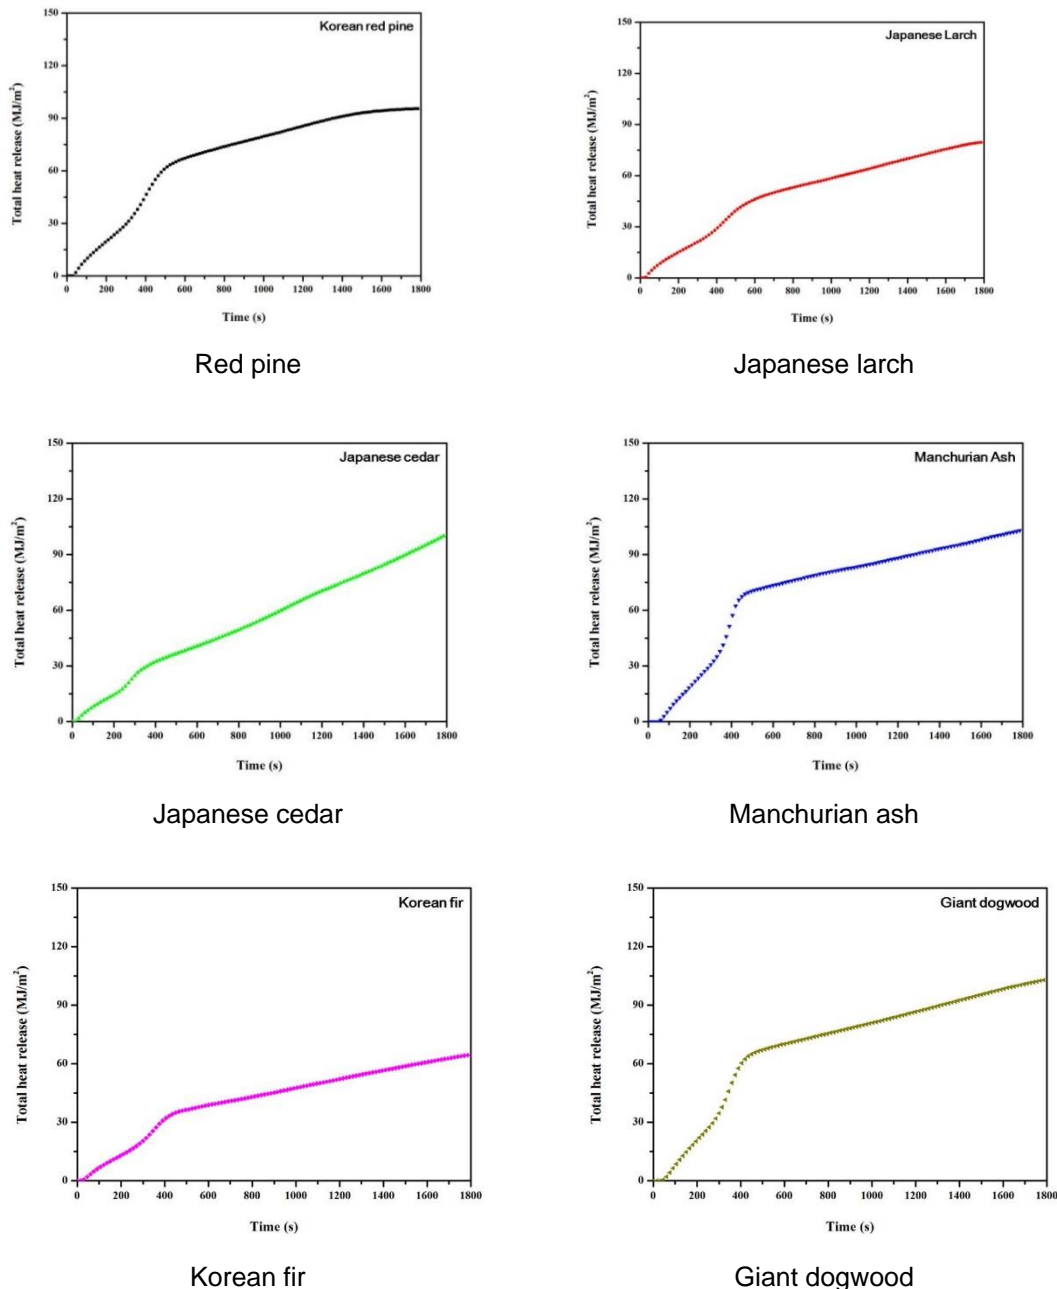 Korean red pine
Total heat release (MJ/m²)
150
120
90
60
30
0
0 200 400 600 800 1000 1200 1400 1600 1800
Time (s)
Red pine
Japanese Larch
Total heat release (MJ/m²)
150
120
90
60
30
0
0 200 400 600 800 1000 1200 1400 1600 1800
Time (s)
Japanese larch
Japanese cedar
Total heat release (MJ/m²)
150
120
90
60
30
0
0 200 400 600 800 1000 1200 1400 1600 1800
Time (s)
Japanese cedar
Manchurian Ash
Total heat release (MJ/m²)
150
120
90
60
30
0
0 200 400 600 800 1000 1200 1400 1600 1800
Time (s)
Manchurian ash
Korean fir
Total heat release (MJ/m²)
150
120
90
60
30
0
0 200 400 600 800 1000 1200 1400 1600 1800
Time (s)
Korean fir
Giant dogwood
Total heat release (MJ/m²)
150
120
90
60
30
0
0 200 400 600 800 1000 1200 1400 1600 1800
Time (s)
Giant dogwood